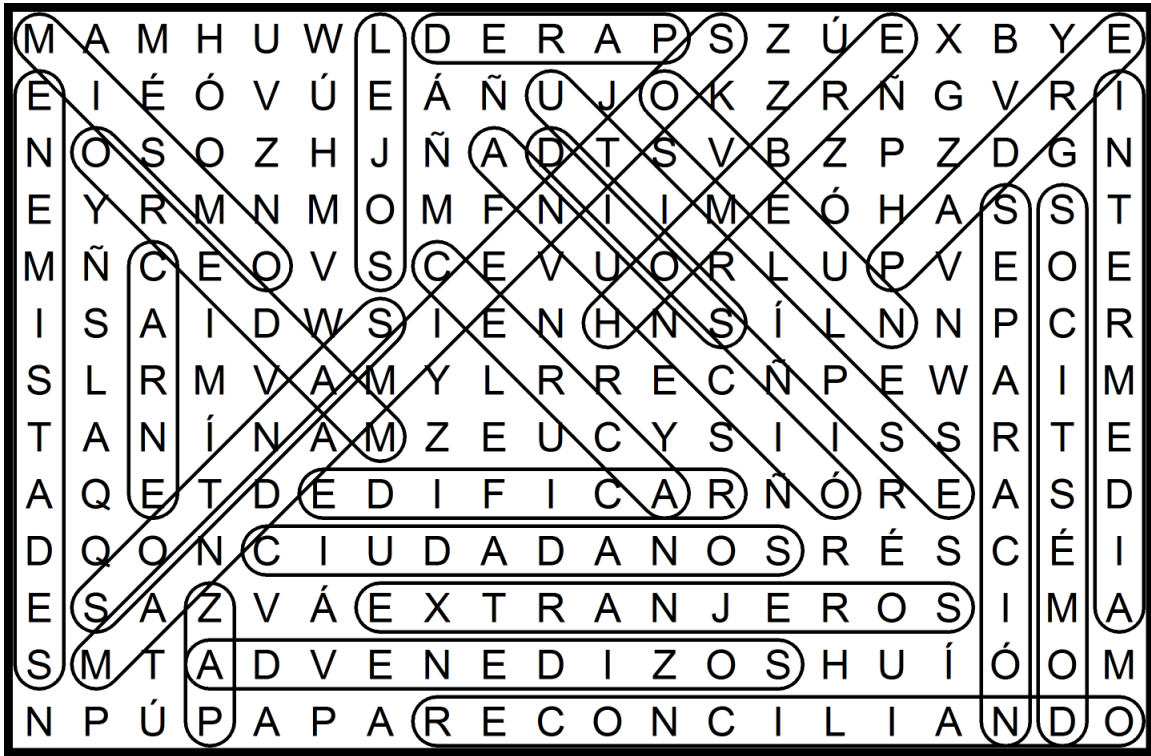 M A M H U W L D E R A P S Z Ú E X B Y E
E I É Ó V Ú E Á Ñ U J O K Z R Ñ G V R I
N O S O Z H J Ñ A D T S V B Z P Z D G N
E Y R M N M O M F N I I M E Ó H A S S T
M Ñ C E O V S C E V U O R L U P V E O E
I S A I D W S I E N H N S Í L N N P C R
S L R M V A M Y L R R E C Ñ P E W A I M
T A N Í N A M Z E U C Y S I I S S R T E
A Q E T D E D I F I C A R Ñ Ó R E A S D
D Q O N C I U D A D A N O S R É S C É I
E S A Z V Á E X T R A N J E R O S I M A
S M T A D V E N E D I Z O S H U Í Ó O M
N P Ú P A P A R E C O N C I L I A N D O